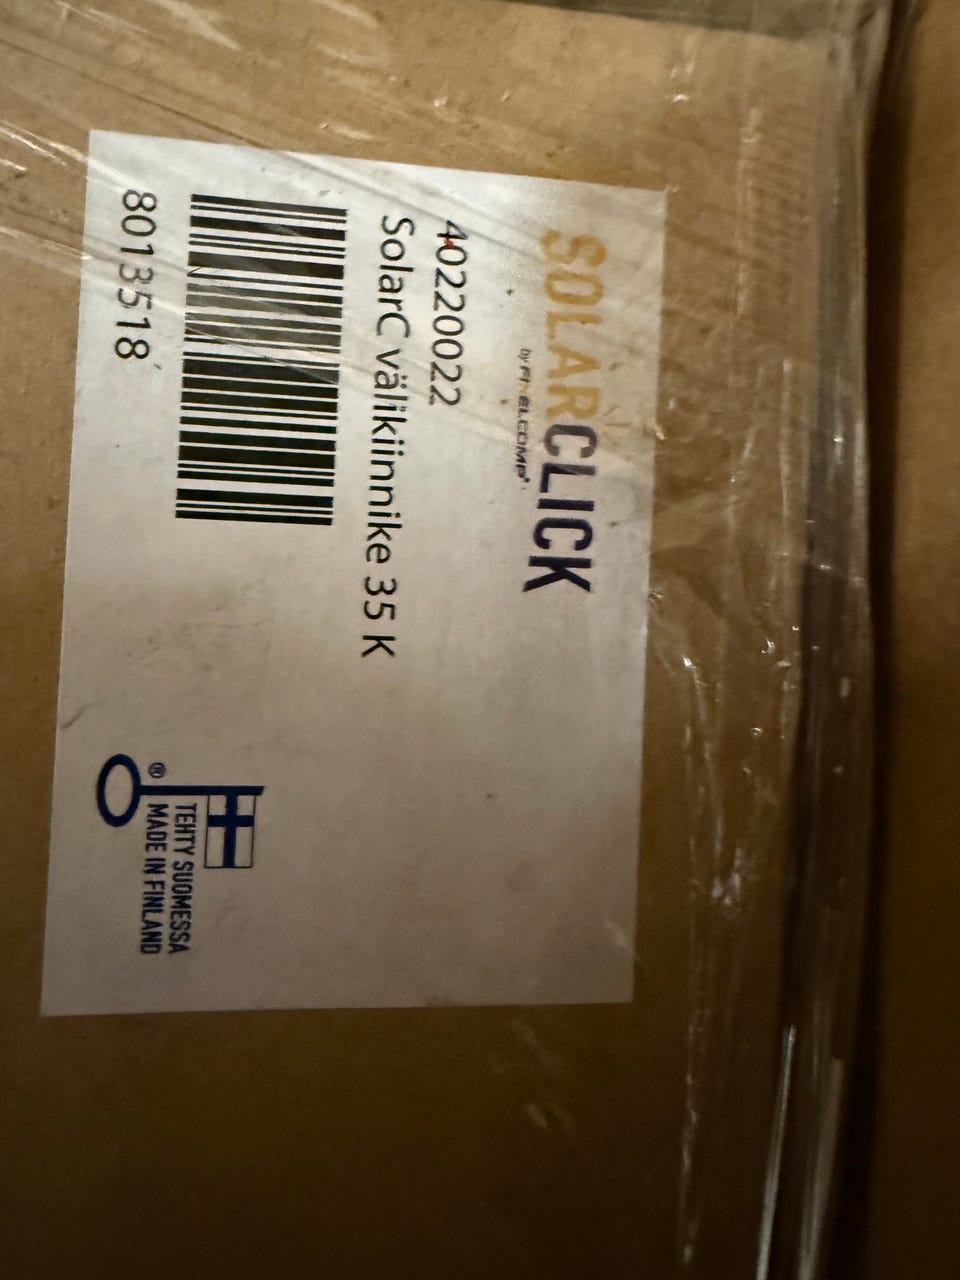 SOLARCLICK
by FINELCOMP®
40220022
SolarC välikiinnike 35 K
8013518
®
TEHTY SUOMESSA
MADE IN FINLAND